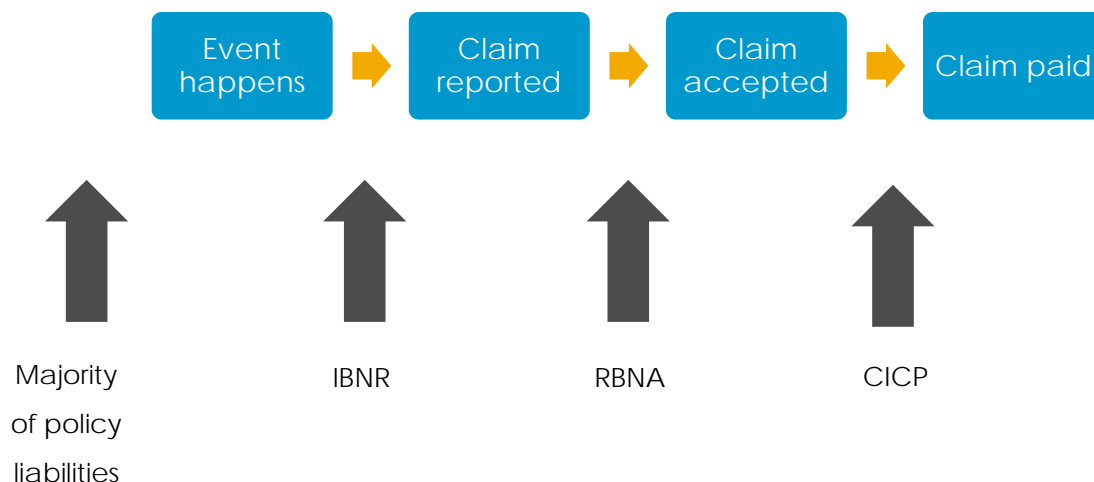 Event
happens
Claim
reported
Claim
accepted
Claim paid
Majority
of policy
liabilities
IBNR
RBNA
CICP